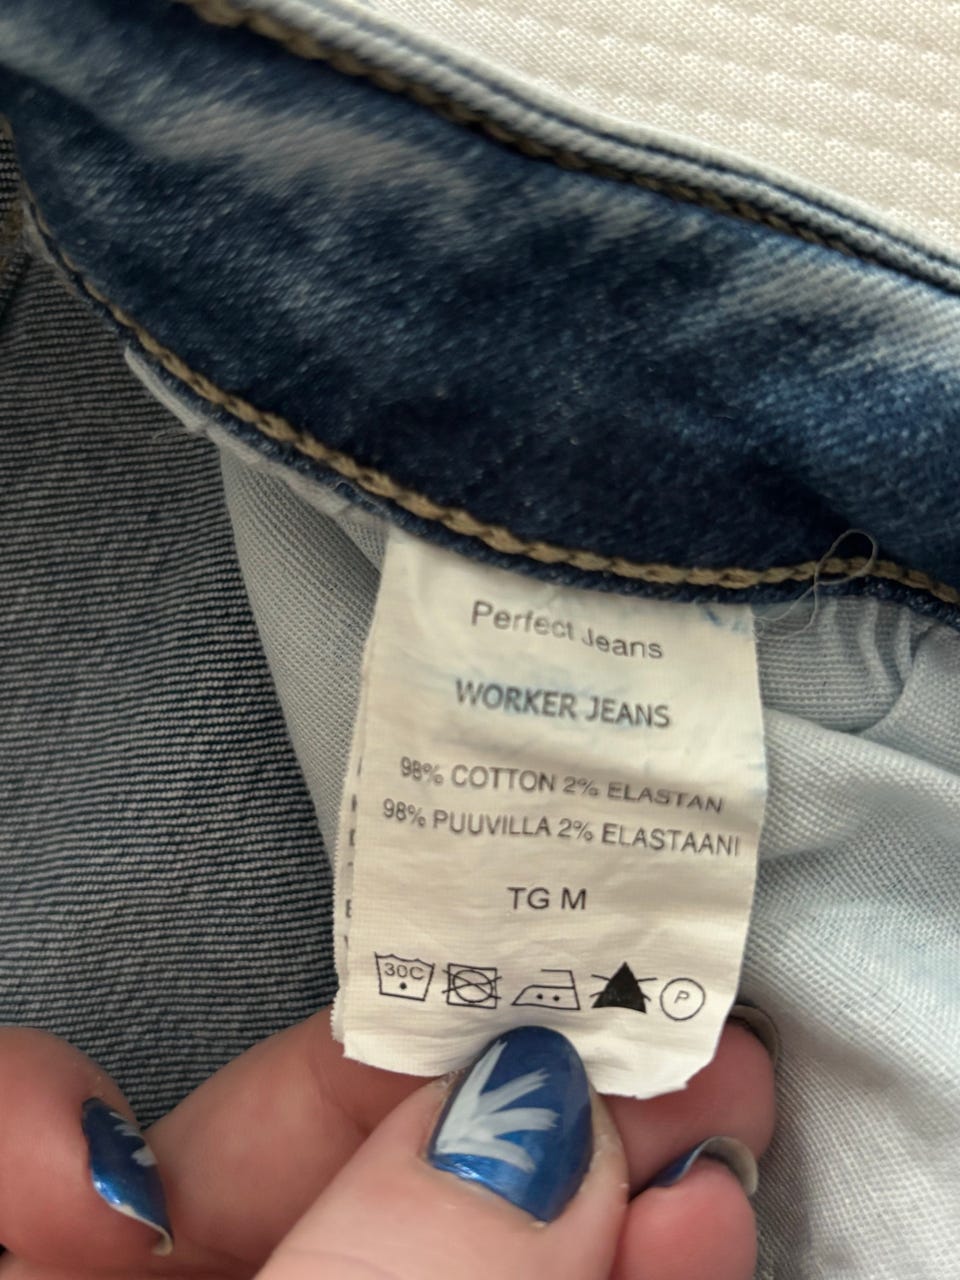 Perfect Jeans
WORKER JEANS
98% COTTON 2% ELASTAN
98% PUUVILLA 2% ELASTAANI
TG M
30C
P